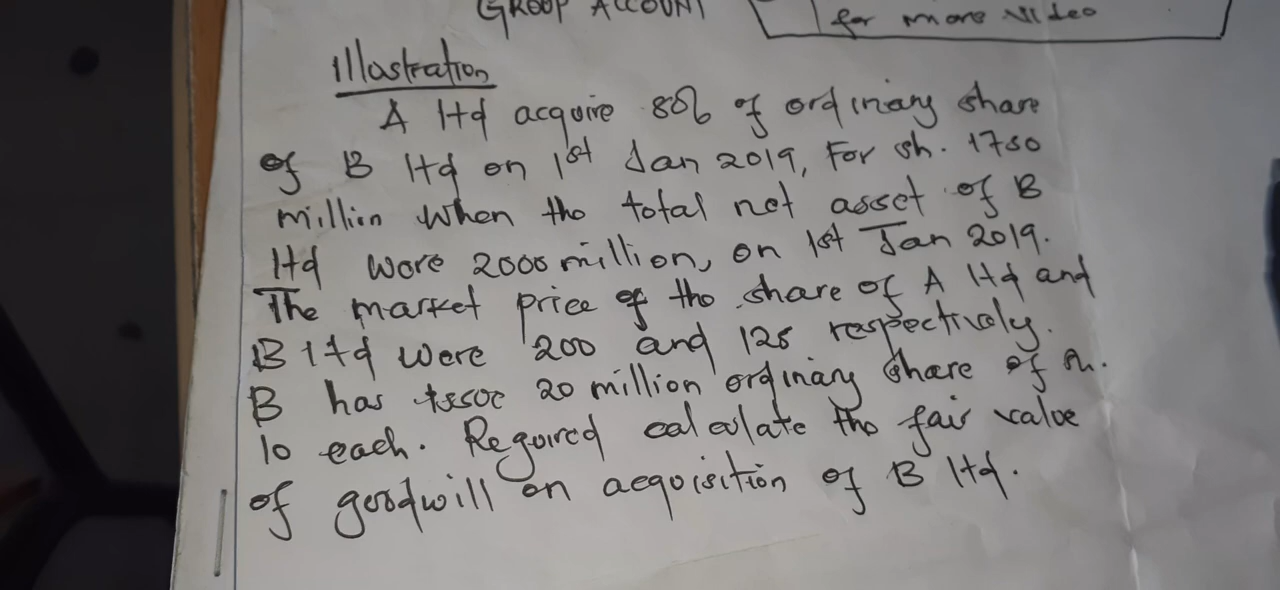 GROUP ACCOUNT
for more video
Illustration
A ltd acquire 80% of ordinary share
of B ltd on 1st Jan 2019, For sh. 1750
million when the total net asset of B
ltd were 2000 million, on 1st Jan 2019.
The market price of the share of A ltd and
B ltd were 200 and 125 respectively.
B has issue 20 million ordinary share of sh.
10 each. Required calculate the fair value
of goodwill on acquisition of B ltd.